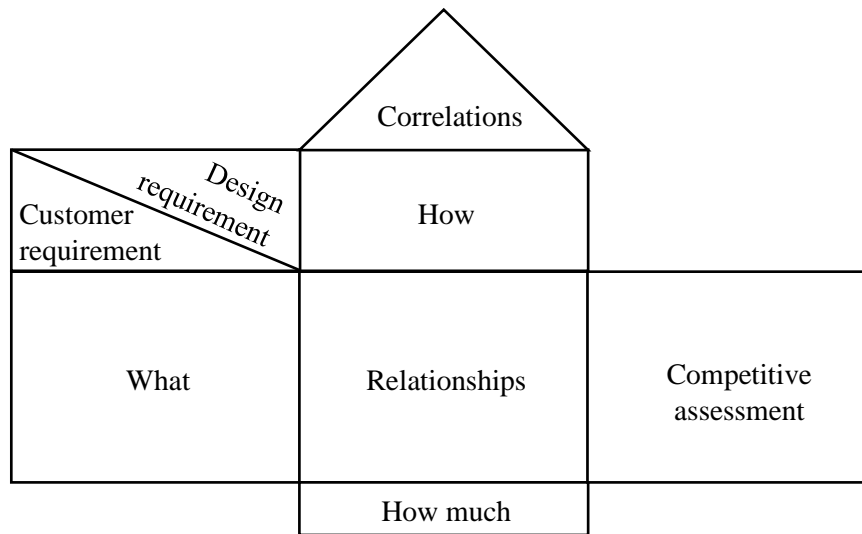 Correlations
Design
requirement
Customer
requirement
How
What
Relationships
Competitive
assessment
How much